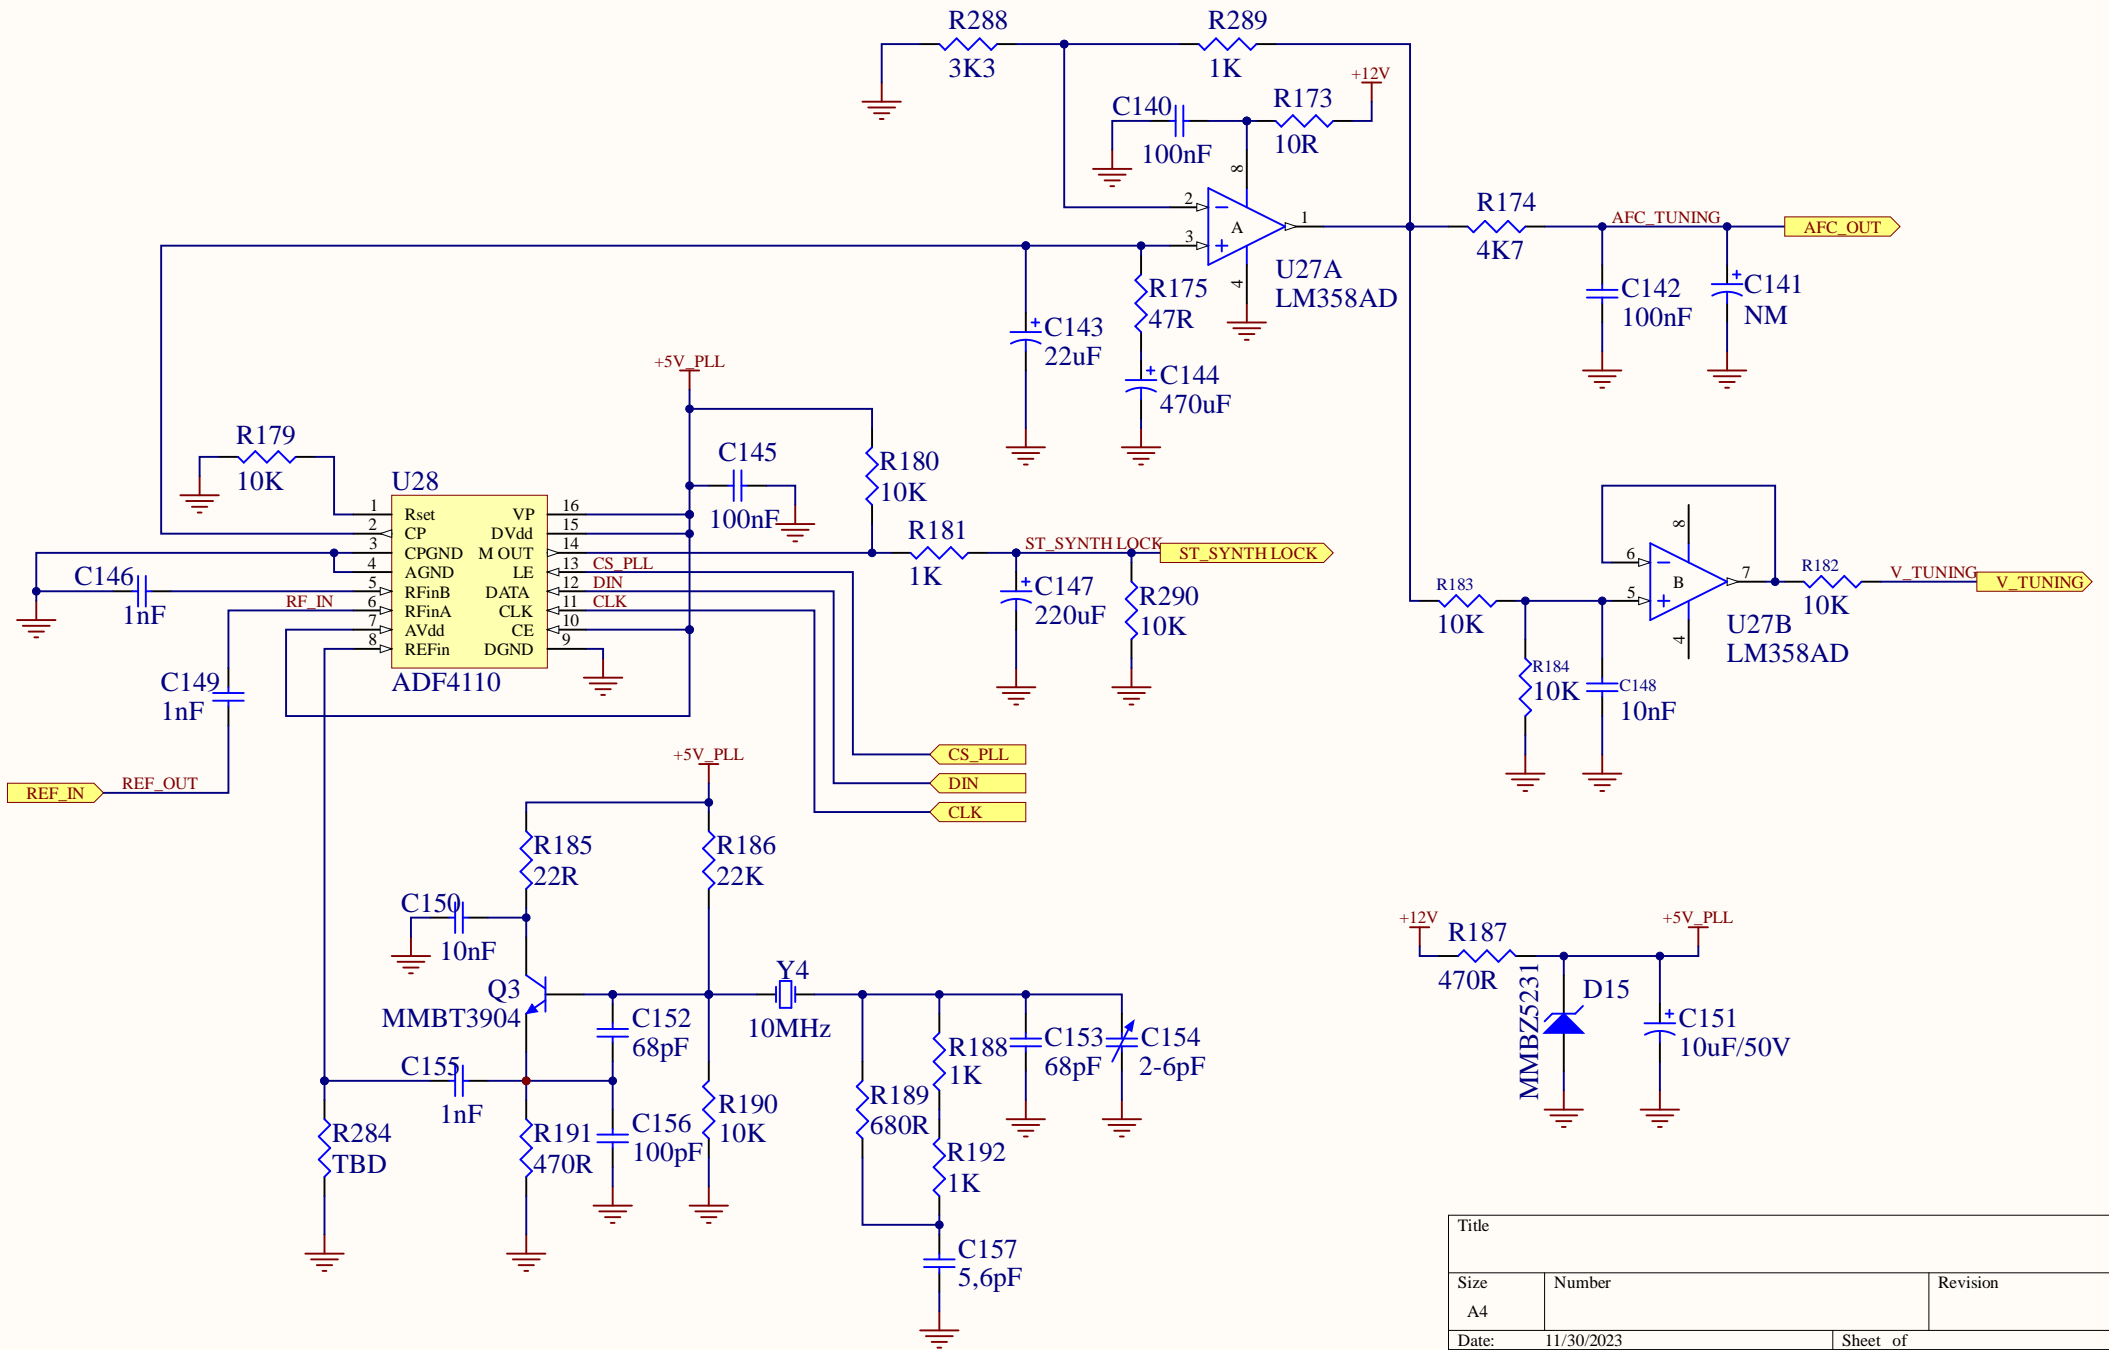 R288
3K3
R289
1K
+12V
C140
100nF
R173
10R
8
2
3
A
1
4
U27A
LM358AD
R174
4K7
AFC_TUNING
AFC_OUT
C142
100nF
C141
NM
R175
47R
C143
22uF
C144
470uF
+5V_PLL
R179
10K
C145
100nF
R180
10K
R181
1K
ST_SYNTH LOCK
ST_SYNTH LOCK
C147
220uF
R290
10K
U28
1 Rset VP 16
2 CP DVdd 15
3 CPGND M OUT 14
4 AGND LE 13
5 RFinB DATA 12
6 RFinA CLK 11
7 AVdd CE 10
8 REFin DGND 9
ADF4110
CS_PLL
DIN
CLK
C146
1nF
RF_IN
C149
1nF
REF_IN
REF_OUT
CS_PLL
DIN
CLK
8
6
5
B
7
4
U27B
LM358AD
R183
10K
R184
10K
C148
10nF
R182
10K
V_TUNING
V_TUNING
+5V_PLL
R185
22R
R186
22K
C150
10nF
Q3
MMBT3904
C152
68pF
Y4
10MHz
C155
1nF
R284
TBD
R191
470R
C156
100pF
R190
10K
R189
680R
R188
1K
R192
1K
C153
68pF
C154
2-6pF
C157
5,6pF
+12V
R187
470R
MMBZ5231
D15
+5V_PLL
C151
10uF/50V
Title
Size
A4
Number
Revision
Date: 11/30/2023
Sheet of